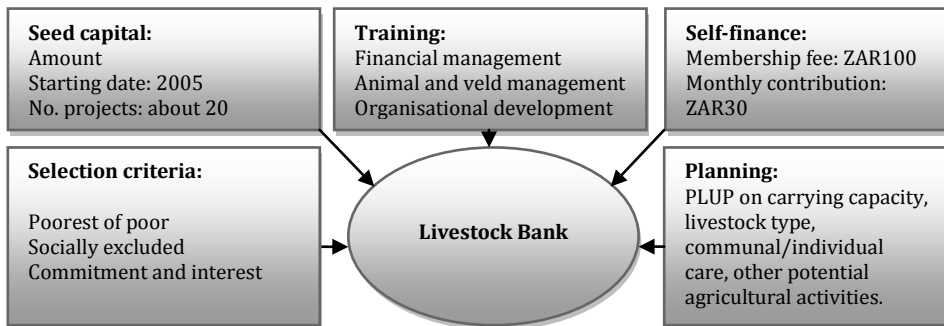 Seed capital:
Amount
Starting date: 2005
No. projects: about 20
Training:
Financial management
Animal and veld management
Organisational development
Self-finance:
Membership fee: ZAR100
Monthly contribution:
ZAR30
Selection criteria:
Poorest of poor
Socially excluded
Commitment and interest
Livestock Bank
Planning:
PLUP on carrying capacity,
livestock type,
communal/individual
care, other potential
agricultural activities.